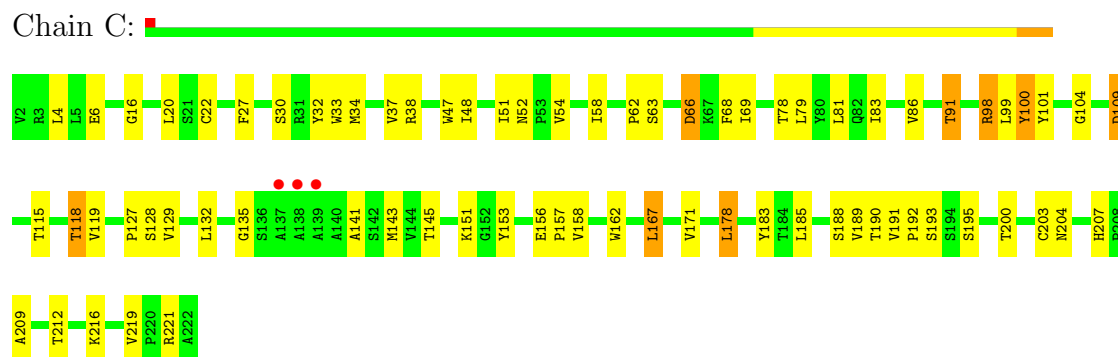 Chain C:
V2 R3 L4 L5 E6 G16 L20 S21 C22 F27 S30 R31 Y32 W33 M34 V37 R38 W47 I48 I51 N52 P53 V54 I58 P62 S63 D66 K67 F68 I69 T78 L79 Y80 L81 Q82 I83 V86 T91 R98 L99 Y100 Y101 G104 D109
T115 T118 V119 P127 S128 V129 L132 G135 S136 A137 A138 A139 A140 A141 S142 M143 V144 T145 K151 G152 Y153 E156 P157 V158 W162 L167 V171 L178 Y183 T184 L185 S188 V189 T190 V191 P192 S193 S194 S195 T200 C203 N204 H207 P208
A209 T212 K216 V219 P220 R221 A222